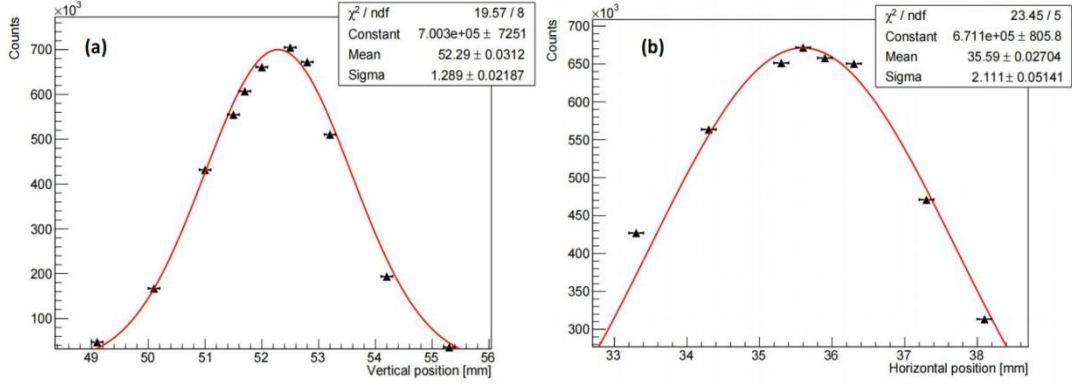 ×10³
Counts
(a)
χ² / ndf 19.57 / 8
Constant 7.003e+05 ± 7251
Mean 52.29 ± 0.0312
Sigma 1.289 ± 0.02187
700
600
500
400
300
200
100
49 50 51 52 53 54 55 56
Vertical position [mm]
×10³
Counts
(b)
χ² / ndf 23.45 / 5
Constant 6.711e+05 ± 805.8
Mean 35.59 ± 0.02704
Sigma 2.111 ± 0.05141
700
650
600
550
500
450
400
350
300
33 34 35 36 37 38
Horizontal position [mm]